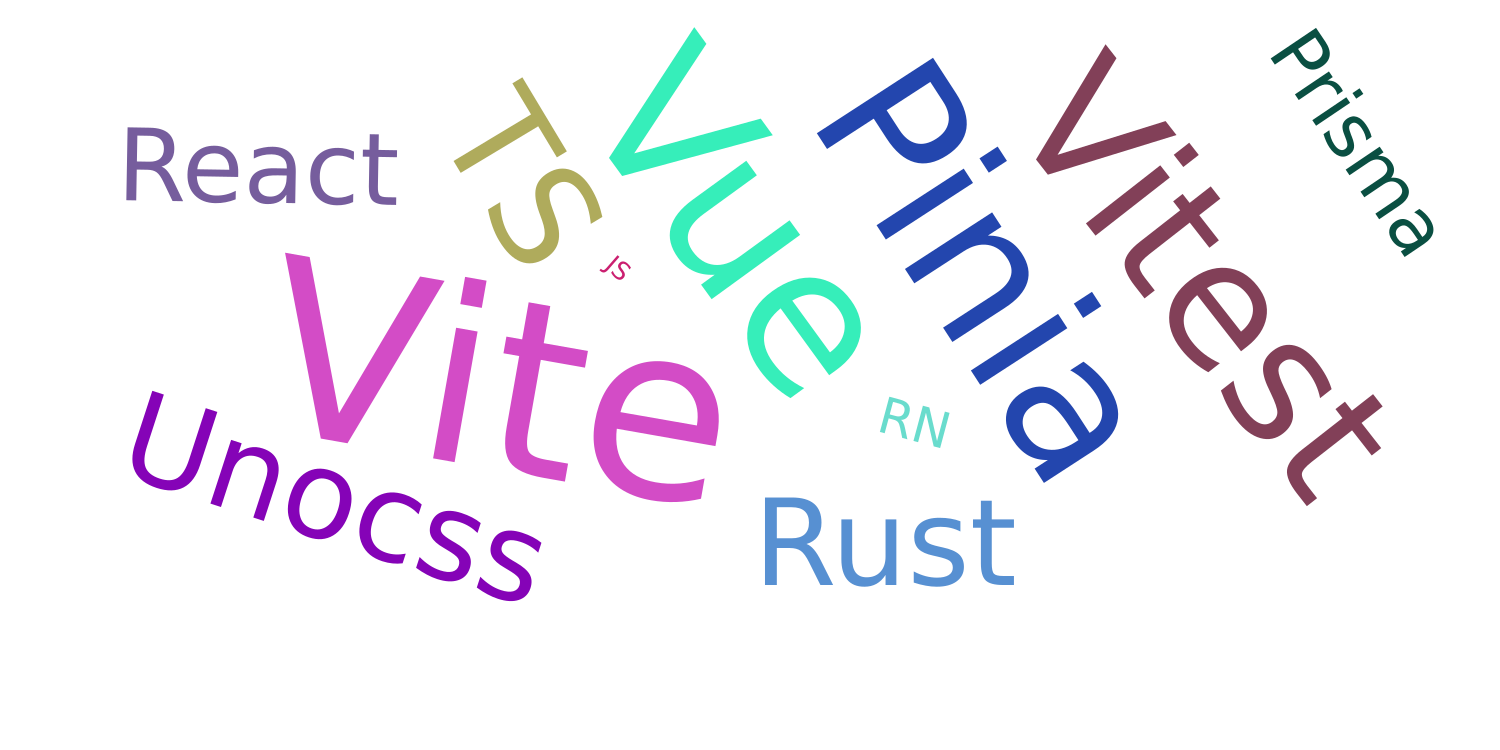 React
TS
Vue
Pinia
Vitest
Prisma
JS
Vite
RN
Unocss
Rust